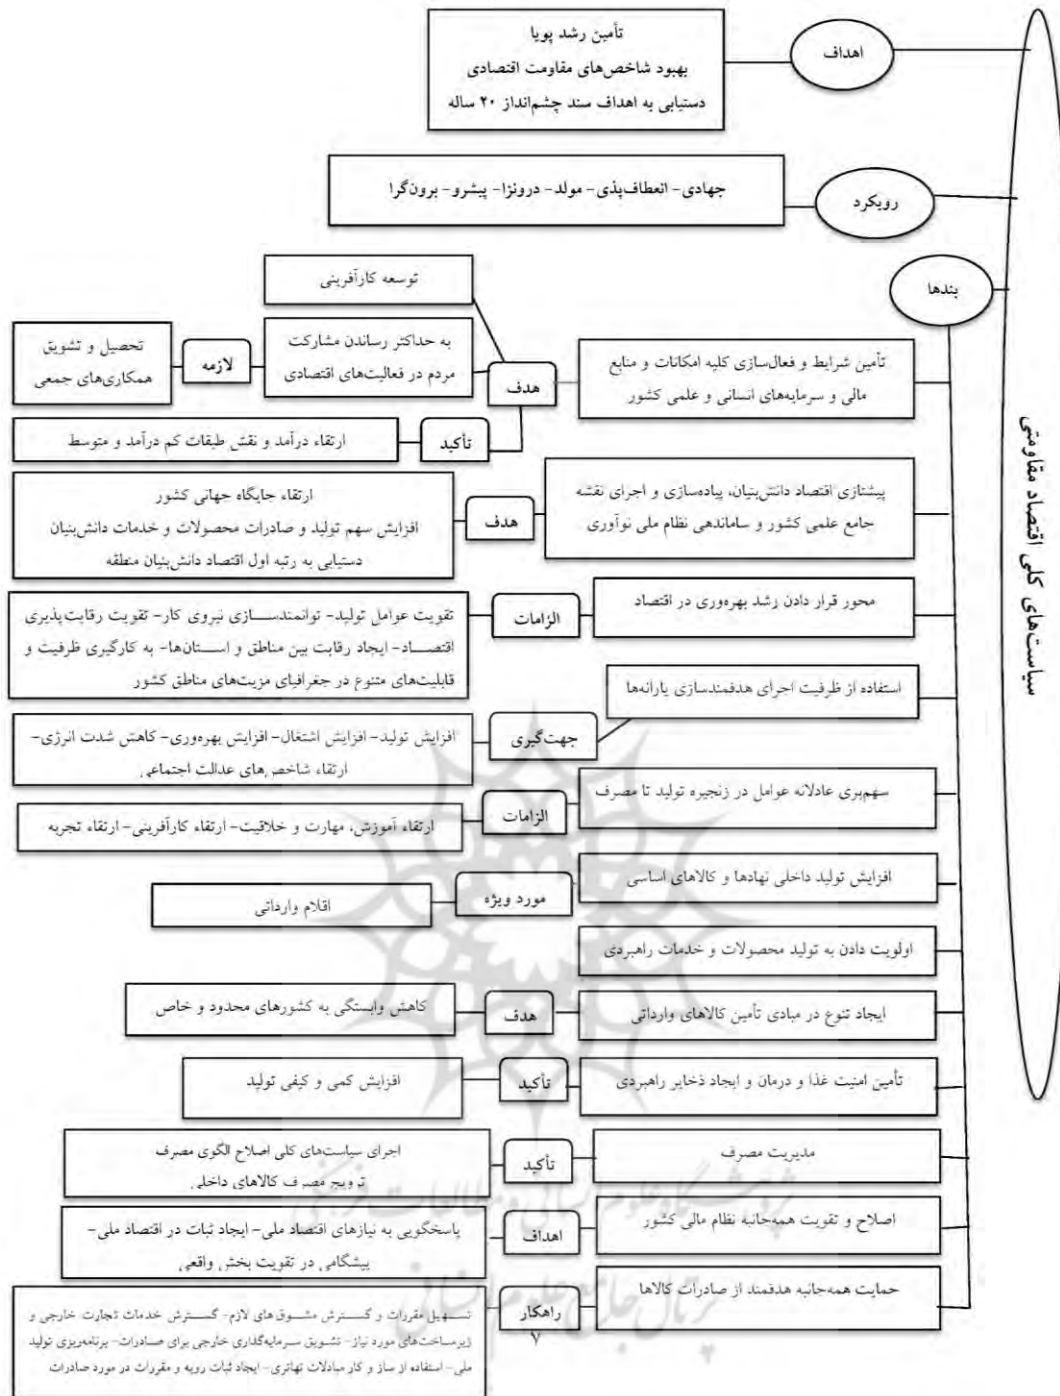 سیاست‌های کلی اقتصاد مقاومتی
اهداف
تأمین رشد پویا
بهبود شاخص‌های مقاومت اقتصادی
دستیابی به اهداف سند چشم‌انداز ۲۰ ساله
رویکرد
جهادی- انعطاف‌پذی- مولد- درونزا- پیشرو- برون‌گرا
بندها
تأمین شرایط و فعال‌سازی کلیه امکانات و منابع
مالی و سرمایه‌های انسانی و علمی کشور
هدف
توسعه کارآفرینی
به حداکثر رساندن مشارکت
مردم در فعالیت‌های اقتصادی
لازمه
تحصیل و تشویق
همکاری‌های جمعی
تأکید
ارتقاء درآمد و نقش طبقات کم درآمد و متوسط
پیشتازی اقتصاد دانش‌بنیان، پیاده‌سازی و اجرای نقشه
جامع علمی کشور و ساماندهی نظام ملی نوآوری
هدف
ارتقاء جایگاه جهانی کشور
افزایش سهم تولید و صادرات محصولات و خدمات دانش‌بنیان
دستیابی به رتبه اول اقتصاد دانش‌بنیان منطقه
محور قرار دادن رشد بهره‌وری در اقتصاد
الزامات
تقویت عوامل تولید- توانمندسازی نیروی کار- تقویت رقابت‌پذیری
اقتصاد- ایجاد رقابت بین مناطق و استان‌ها- به کارگیری ظرفیت و
قابلیت‌های متنوع در جغرافیای مزیت‌های مناطق کشور
استفاده از ظرفیت اجرای هدفمندسازی یارانه‌ها
جهت‌گیری
افزایش تولید- افزایش اشتغال- افزایش بهره‌وری- کاهش شدت انرژی-
ارتقاء شاخص‌های عدالت اجتماعی
سهم‌بری عادلانه عوامل در زنجیره تولید تا مصرف
الزامات
ارتقاء آموزش، مهارت و خلاقیت- ارتقاء کارآفرینی- ارتقاء تجربه
افزایش تولید داخلی نهادها و کالاهای اساسی
مورد ویژه
اقلام وارداتی
اولویت دادن به تولید محصولات و خدمات راهبردی
ایجاد تنوع در مبادی تأمین کالاهای وارداتی
هدف
کاهش وابستگی به کشورهای محدود و خاص
تأمین امنیت غذا و درمان و ایجاد ذخایر راهبردی
تأکید
افزایش کمی و کیفی تولید
مدیریت مصرف
تأکید
اجرای سیاست‌های کلی اصلاح الگوی مصرف
ترویج مصرف کالاهای داخلی
اصلاح و تقویت همه‌جانبه نظام مالی کشور
اهداف
پاسخگویی به نیازهای اقتصاد ملی- ایجاد ثبات در اقتصاد ملی-
پیشگامی در تقویت بخش واقعی
حمایت همه‌جانبه هدفمند از صادرات کالاها
راهکار
تسهیل مقررات و گسترش مشوق‌های لازم- گسترش خدمات تجارت خارجی و
زیرساخت‌های مورد نیاز- تشویق سرمایه‌گذاری خارجی برای صادرات- برنامه‌ریزی تولید
ملی- استفاده از ساز و کار مبادلات تهاتری- ایجاد ثبات رویه و مقررات در مورد صادرات
۷
پژوهشگاه علوم انسانی و مطالعات فرهنگی
پرتال جامع علوم انسانی